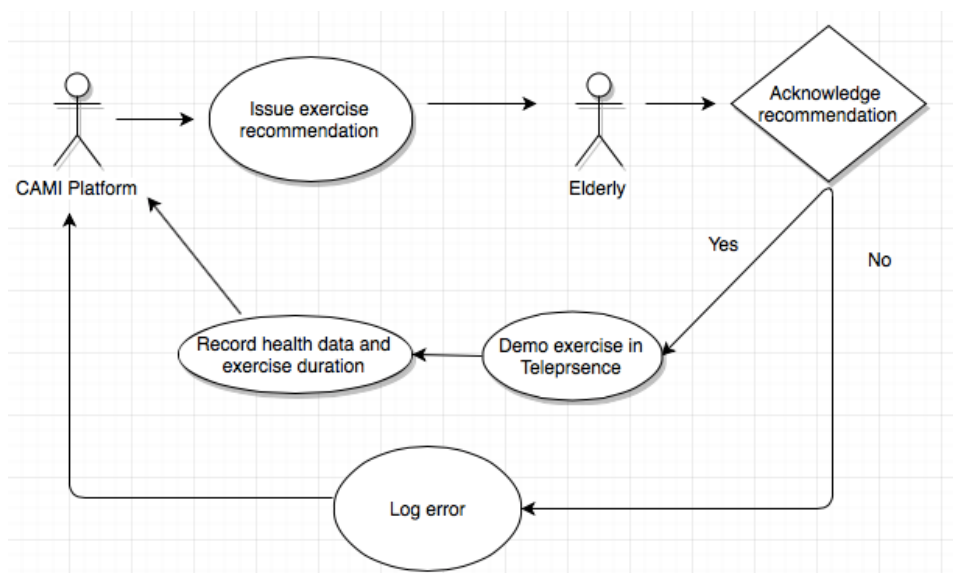 Issue exercise
recommendation
Acknowledge
recommendation
CAMI Platform
Elderly
Yes
No
Record health data and
exercise duration
Demo exercise in
Teleprsence
Log error